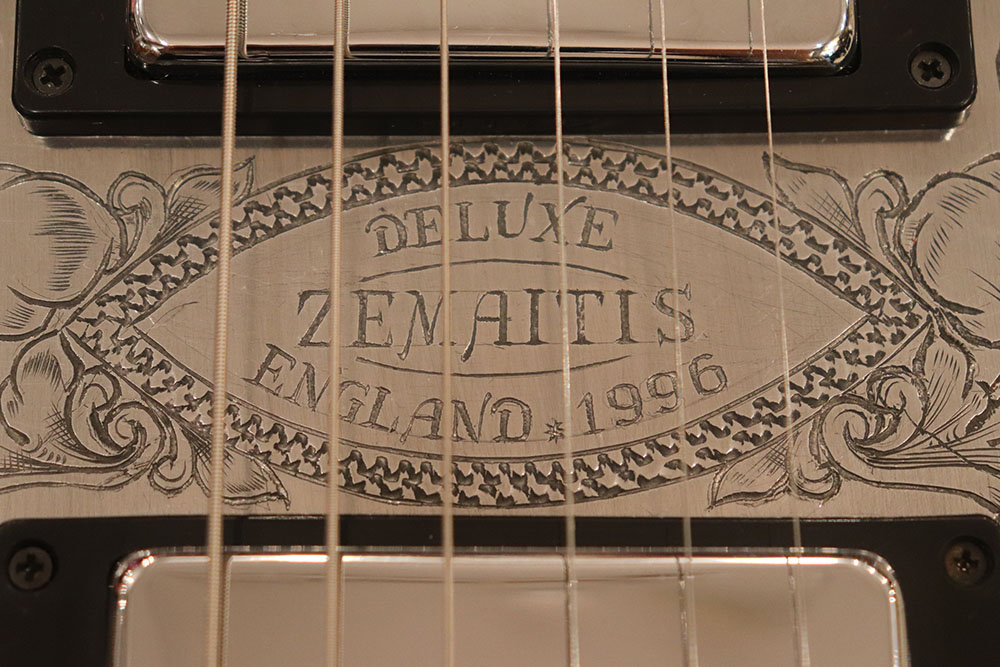 DELUXE
ZEMAITIS
ENGLAND * 1996